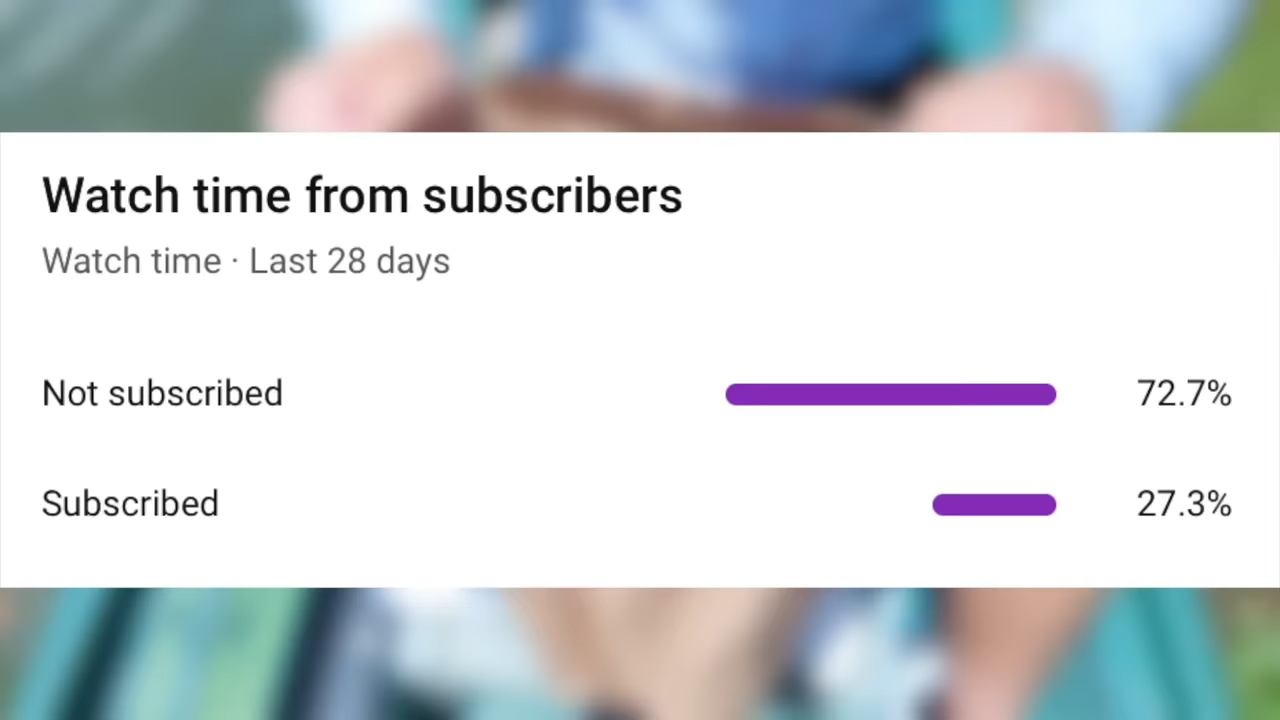 Watch time from subscribers
Watch time · Last 28 days
Not subscribed 72.7%
Subscribed 27.3%